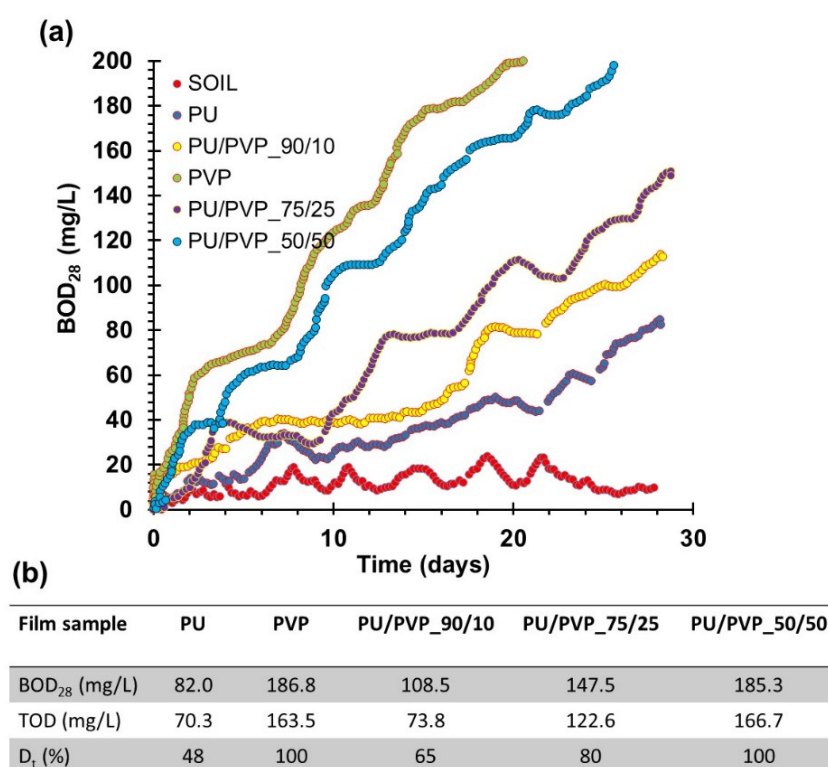 (a)
200
180
160
140
120
100
80
60
40
20
0
BOD₂₈ (mg/L)
SOIL
PU
PU/PVP_90/10
PVP
PU/PVP_75/25
PU/PVP_50/50
0 10 20 30
Time (days)
(b)
Film sample PU PVP PU/PVP_90/10 PU/PVP_75/25 PU/PVP_50/50
BOD₂₈ (mg/L) 82.0 186.8 108.5 147.5 185.3
TOD (mg/L) 70.3 163.5 73.8 122.6 166.7
Dₜ (%) 48 100 65 80 100